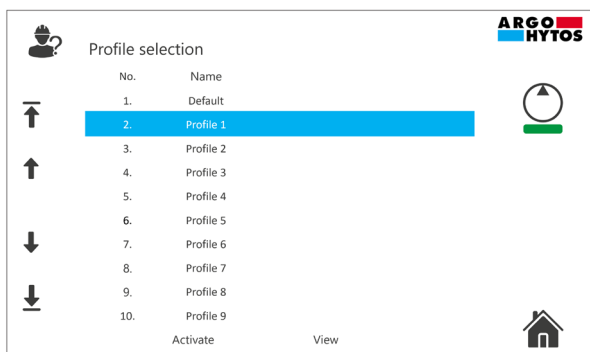 ARGO
HYTOS
?
Profile selection
No. Name
1. Default
2. Profile 1
3. Profile 2
4. Profile 3
5. Profile 4
6. Profile 5
7. Profile 6
8. Profile 7
9. Profile 8
10. Profile 9
Activate View